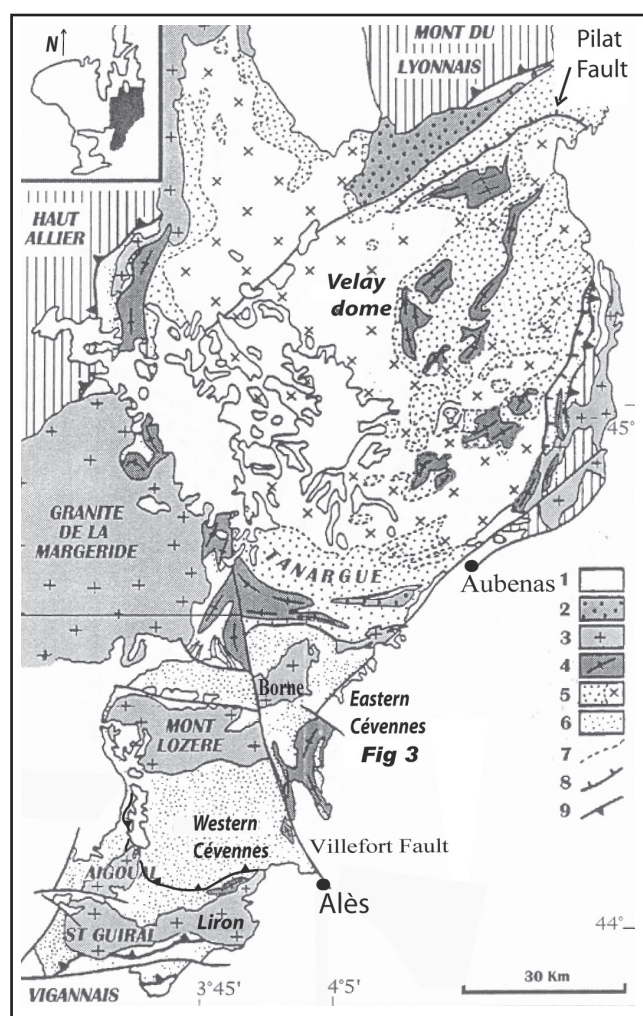 N
MONT DU
LYONNAIS
Pilat
Fault
HAUT
ALLIER
Velay
dome
45°
GRANITE
DE LA
MARGERIDE
TANARGUE
Aubenas
1
2
3
4
5
6
7
8
9
Borne
Eastern
Cévennes
Fig 3
MONT
LOZERE
Western
Cévennes
Villefort Fault
AIGOUAL
Alès
Liron
ST GUIRAL
44°
30 Km
VIGANNAIS
3°45'
4°5'